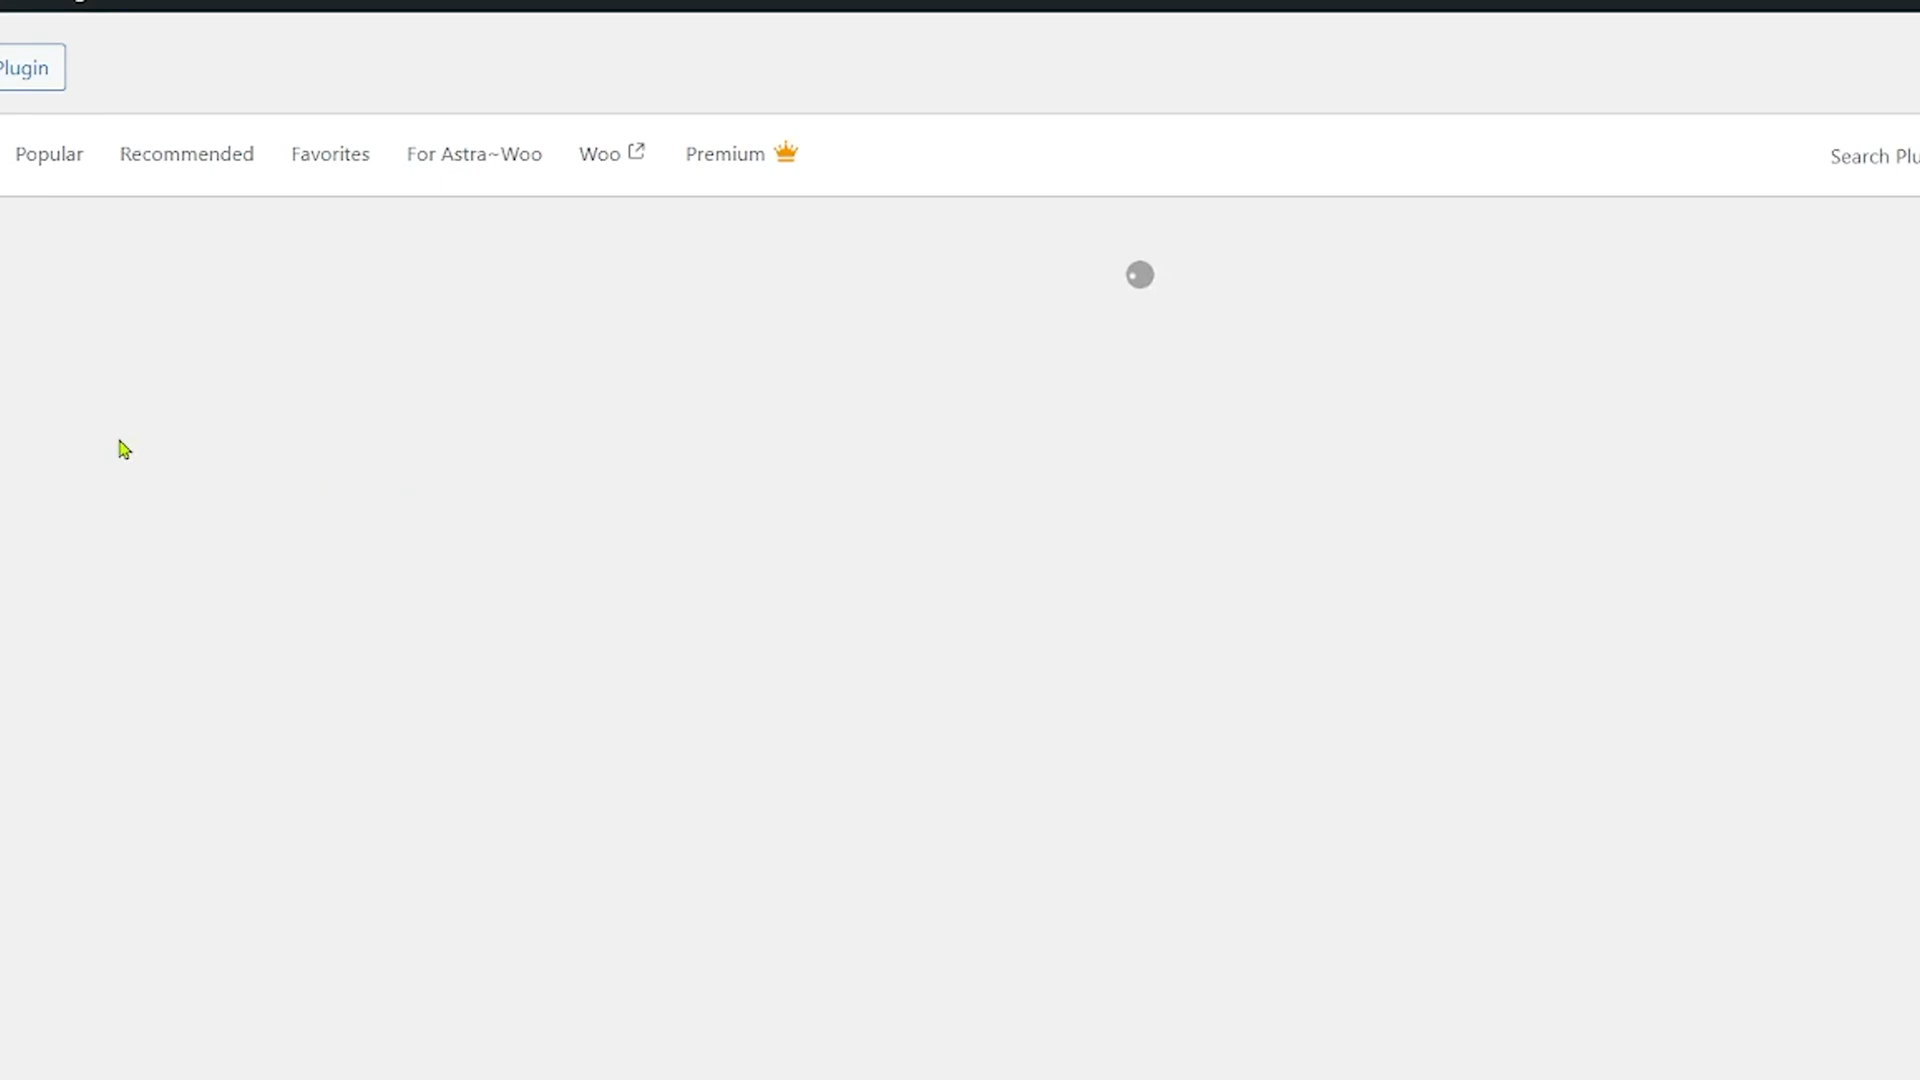 Plugin
Popular Recommended Favorites For Astra~Woo Woo Premium Search Plu